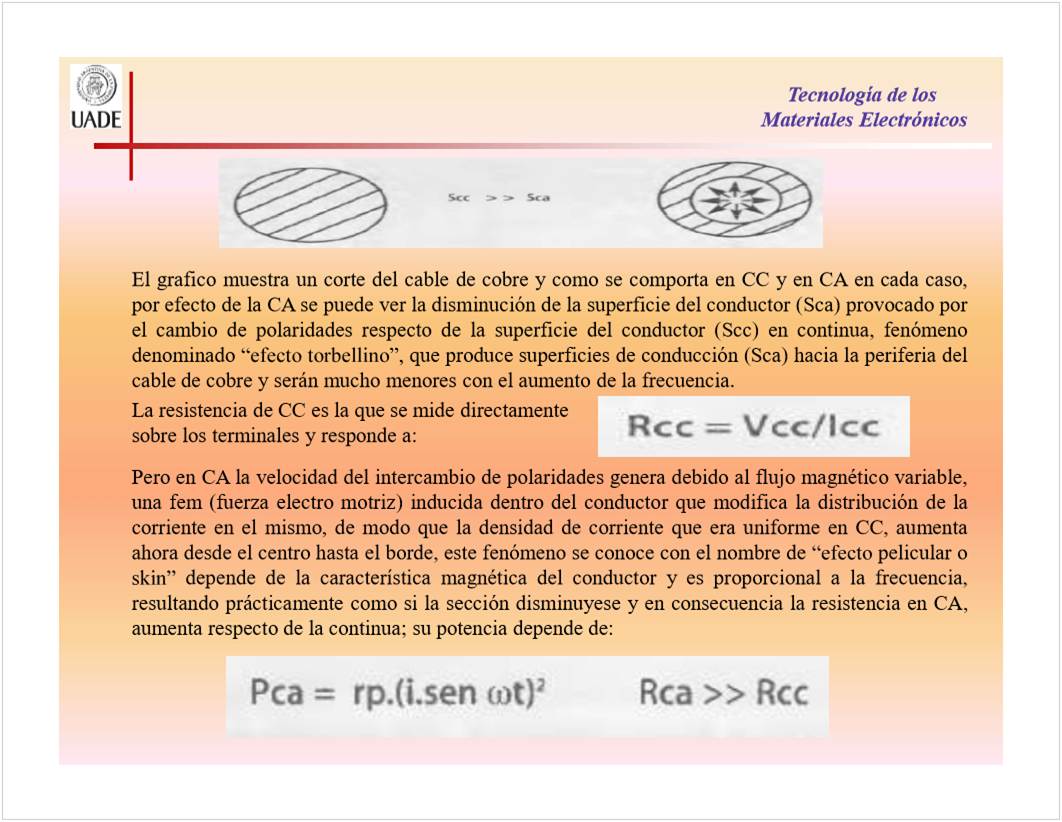 UADE
Tecnología de los
Materiales Electrónicos
Scc >> Sca
El grafico muestra un corte del cable de cobre y como se comporta en CC y en CA en cada caso,
por efecto de la CA se puede ver la disminución de la superficie del conductor (Sca) provocado por
el cambio de polaridades respecto de la superficie del conductor (Scc) en continua, fenómeno
denominado “efecto torbellino”, que produce superficies de conducción (Sca) hacia la periferia del
cable de cobre y serán mucho menores con el aumento de la frecuencia.
La resistencia de CC es la que se mide directamente
sobre los terminales y responde a:
Rcc = Vcc/Icc
Pero en CA la velocidad del intercambio de polaridades genera debido al flujo magnético variable,
una fem (fuerza electro motriz) inducida dentro del conductor que modifica la distribución de la
corriente en el mismo, de modo que la densidad de corriente que era uniforme en CC, aumenta
ahora desde el centro hasta el borde, este fenómeno se conoce con el nombre de “efecto pelicular o
skin” depende de la característica magnética del conductor y es proporcional a la frecuencia,
resultando prácticamente como si la sección disminuyese y en consecuencia la resistencia en CA,
aumenta respecto de la continua; su potencia depende de:
Pca = rp.(i.sen ωt)² Rca >> Rcc